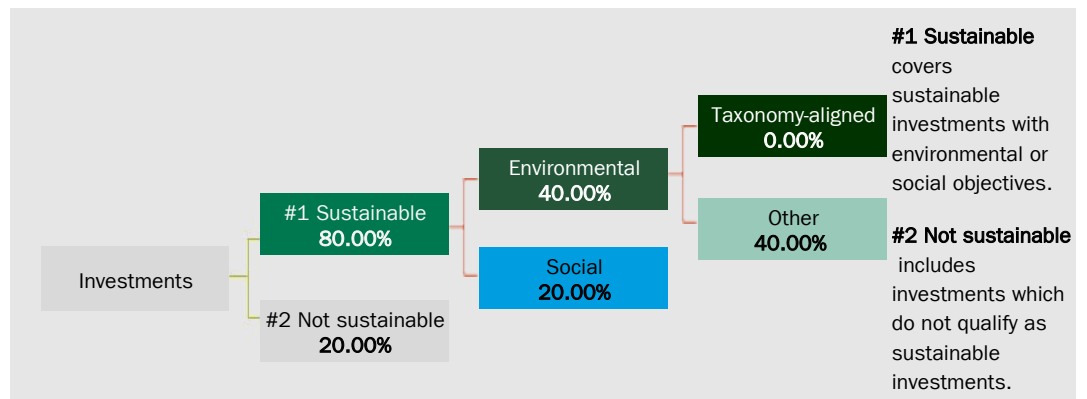 Investments
#1 Sustainable
80.00%
#2 Not sustainable
20.00%
Environmental
40.00%
Social
20.00%
Taxonomy-aligned
0.00%
Other
40.00%
#1 Sustainable
covers
sustainable
investments with
environmental or
social objectives.
#2 Not sustainable
includes
investments which
do not qualify as
sustainable
investments.